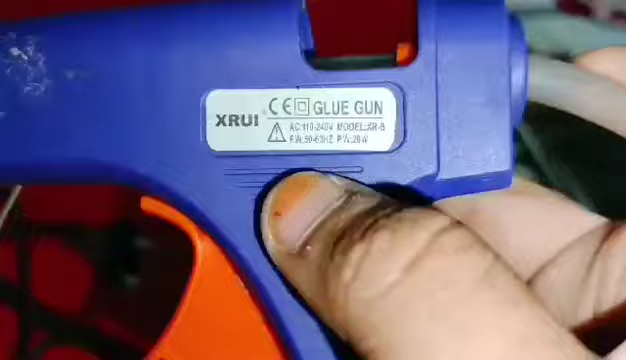 XRUI CE GLUE GUN
AC:110-240V MODEL:XR-B
F.W.:50-60HZ P.W.:20W